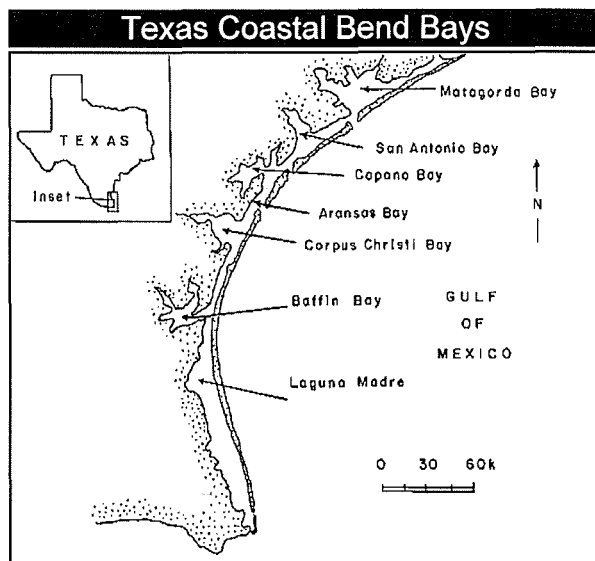 Texas Coastal Bend Bays
Matagorda Bay
TEXAS
San Antonio Bay
Copano Bay
Inset
Aransas Bay
N
Corpus Christi Bay
Baffin Bay
GULF
OF
MEXICO
Laguna Madre
0 30 60k